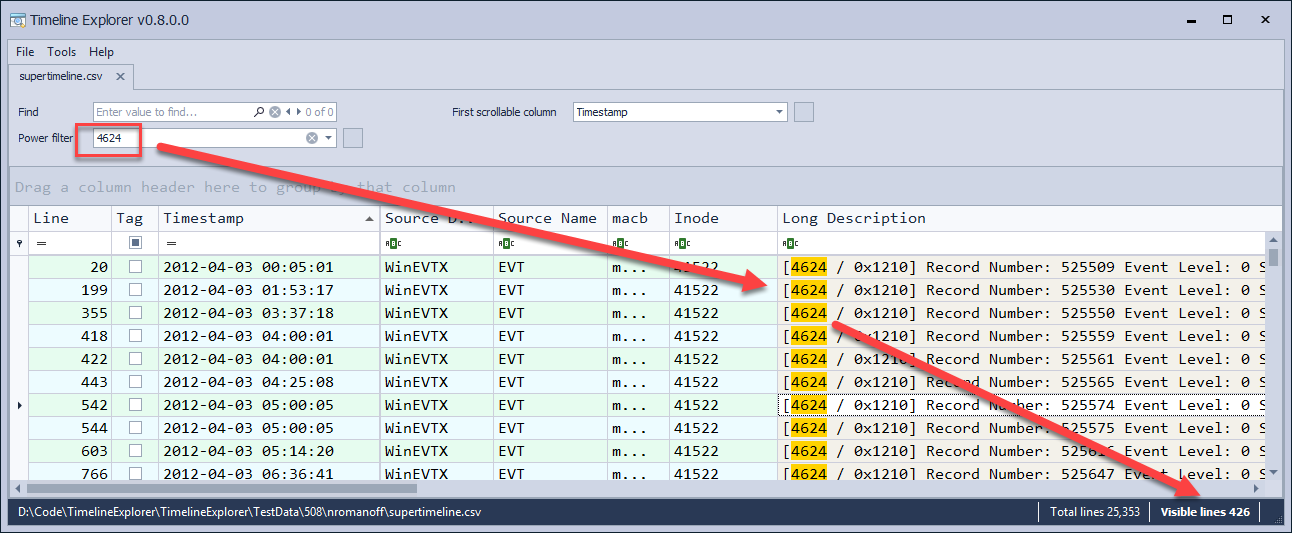 Timeline Explorer v0.8.0.0
File Tools Help
supertimeline.csv
Find Enter value to find... 0 of 0 First scrollable column Timestamp
Power filter 4624
Drag a column header here to group by that column
Line Tag Timestamp Source D... Source Name macb Inode Long Description
= = ABC ABC ABC ABC ABC
20 2012-04-03 00:05:01 WinEVTX EVT m... 41522 [4624 / 0x1210] Record Number: 525509 Event Level: 0 S
199 2012-04-03 01:53:17 WinEVTX EVT m... 41522 [4624 / 0x1210] Record Number: 525530 Event Level: 0 S
355 2012-04-03 03:37:18 WinEVTX EVT m... 41522 [4624 / 0x1210] Record Number: 525550 Event Level: 0 S
418 2012-04-03 04:00:01 WinEVTX EVT m... 41522 [4624 / 0x1210] Record Number: 525559 Event Level: 0 S
422 2012-04-03 04:00:01 WinEVTX EVT m... 41522 [4624 / 0x1210] Record Number: 525561 Event Level: 0 S
443 2012-04-03 04:25:08 WinEVTX EVT m... 41522 [4624 / 0x1210] Record Number: 525565 Event Level: 0 S
542 2012-04-03 05:00:05 WinEVTX EVT m... 41522 [4624 / 0x1210] Record Number: 525574 Event Level: 0 S
544 2012-04-03 05:00:05 WinEVTX EVT m... 41522 [4624 / 0x1210] Record Number: 525575 Event Level: 0 S
603 2012-04-03 05:14:20 WinEVTX EVT m... 41522 [4624 / 0x1210] Record Number: Event Level: 0 S
766 2012-04-03 06:36:41 WinEVTX EVT m... 41522 [4624 / 0x1210] Record Number: 525647 Event Level: 0 S
D:\Code\TimelineExplorer\TimelineExplorer\TestData\508\nromanoff\supertimeline.csv Total lines 25,353 Visible lines 426